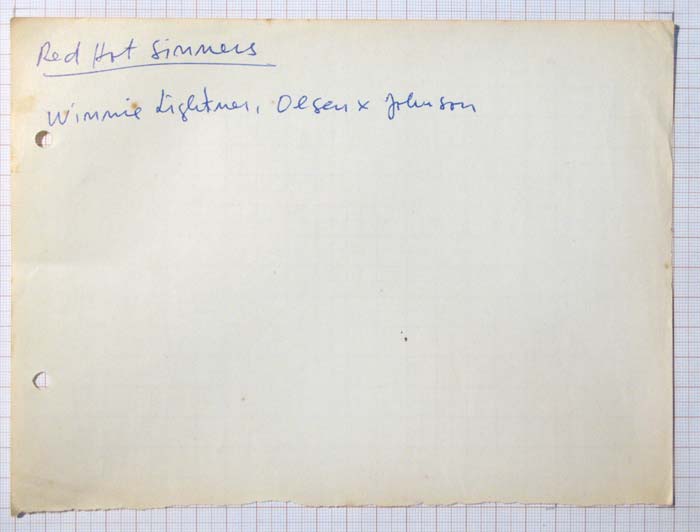 Red Hot Sinners
Winnie Lightner, Olsen x Johnson